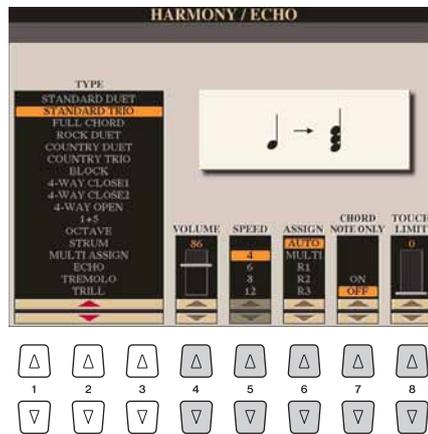 HARMONY / ECHO
TYPE
STANDARD DUET
STANDARD TRIO
FULL CHORD
ROCK DUET
COUNTRY DUET
COUNTRY TRIO
BLOCK
4-WAY CLOSE1
4-WAY CLOSE2
4-WAY OPEN
1+5
OCTAVE
STRUM
MULTI ASSIGN
ECHO
TREMOLO
TRILL
VOLUME
86
SPEED
4
6
8
12
ASSIGN
AUTO
MULTI
R1
R2
R3
CHORD
NOTE ONLY
ON
OFF
TOUCH
LIMIT
0
1 2 3 4 5 6 7 8